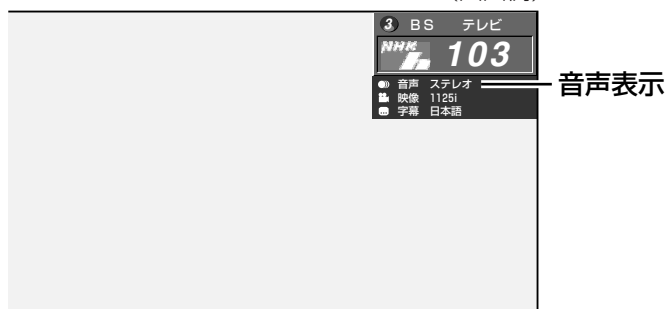 3 BS テレビ
NHK h 103
音声 ステレオ
音声表示
映像 1125i
字幕 日本語